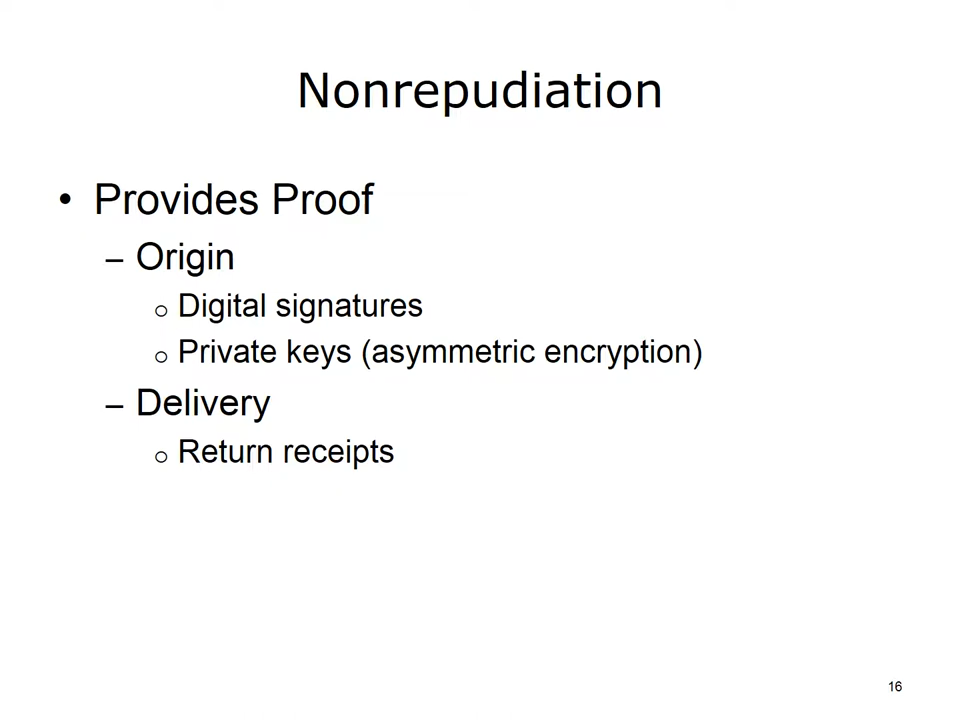 Nonrepudiation
• Provides Proof
– Origin
o Digital signatures
o Private keys (asymmetric encryption)
– Delivery
o Return receipts
16